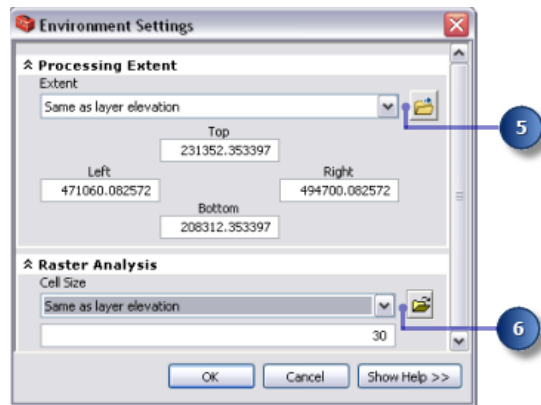 Environment Settings
Processing Extent
Extent
Same as layer elevation
5
Top
231352.353397
Left
Right
471060.082572
494700.082572
Bottom
208312.353397
Raster Analysis
Cell Size
Same as layer elevation
6
30
OK
Cancel
Show Help >>